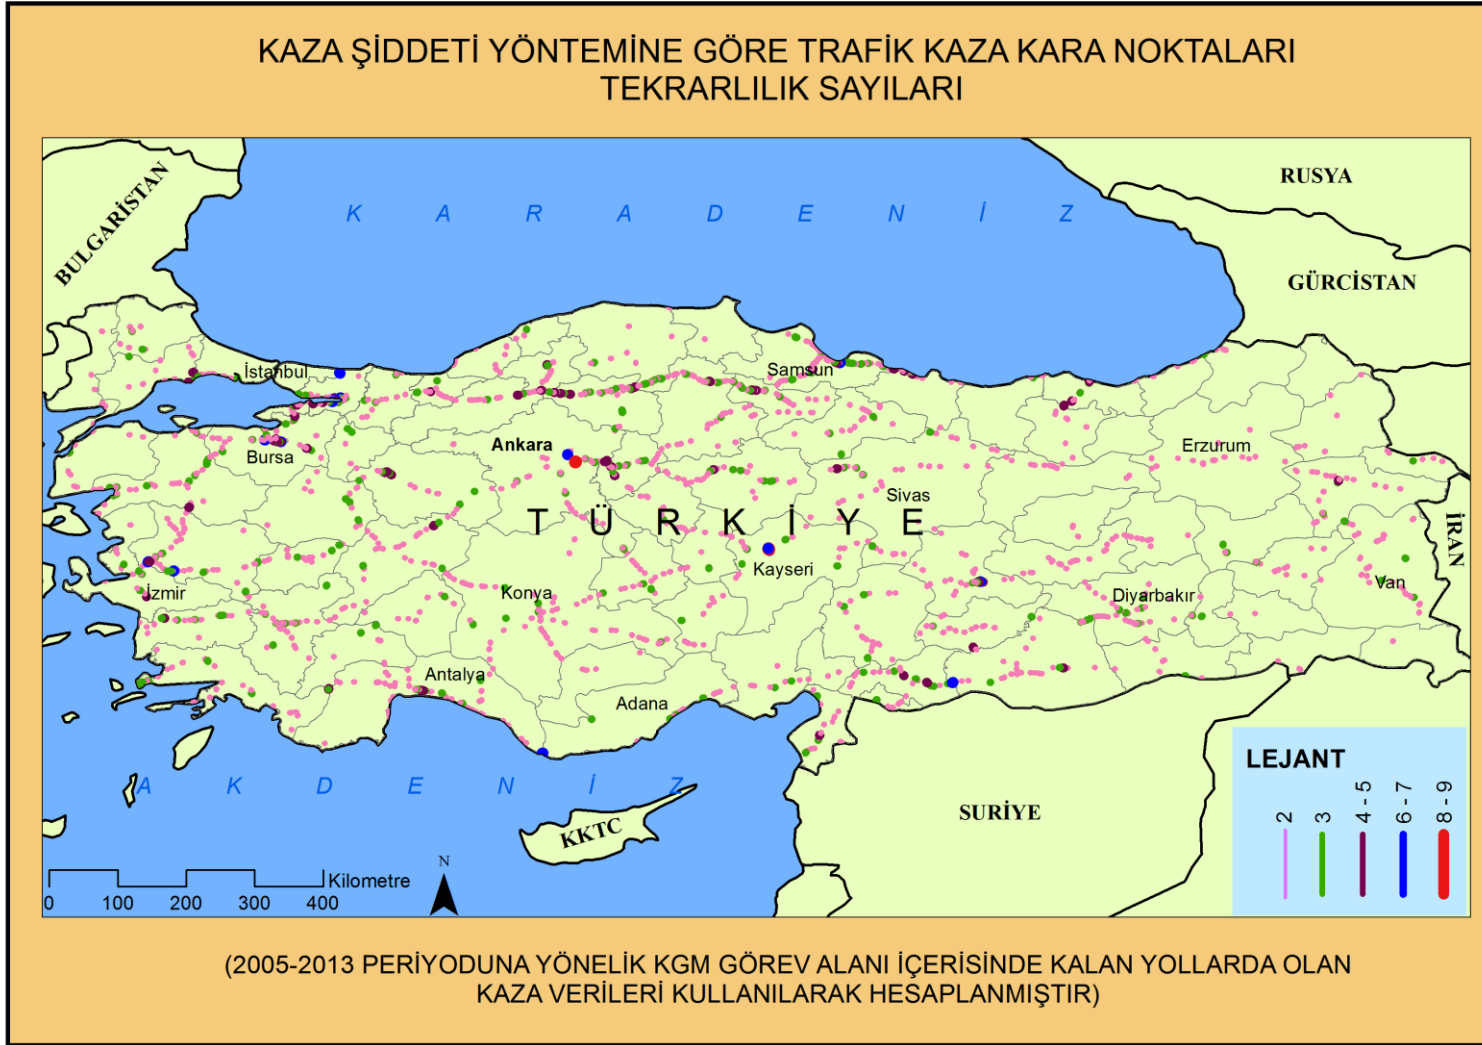 KAZA ŞİDDETİ YÖNTEMİNE GÖRE TRAFİK KAZA KARA NOKTALARI
TEKRARLILIK SAYILARI
BULGARİSTAN
RUSYA
K A R A D E N İ Z
GÜRCİSTAN
İstanbul
Samsun
Ankara
Bursa
Erzurum
Sivas
T Ü R K İ Y E
İRAN
Kayseri
İzmir
Konya
Diyarbakır
Van
Antalya
Adana
A K D E N İ Z
KKTC
SURİYE
LEJANT
2
3
4 - 5
6 - 7
8 - 9
N
Kilometre
0 100 200 300 400
(2005-2013 PERİYODUNA YÖNELİK KGM GÖREV ALANI İÇERİSİNDE KALAN YOLLARDA OLAN
KAZA VERİLERİ KULLANILARAK HESAPLANMIŞTIR)